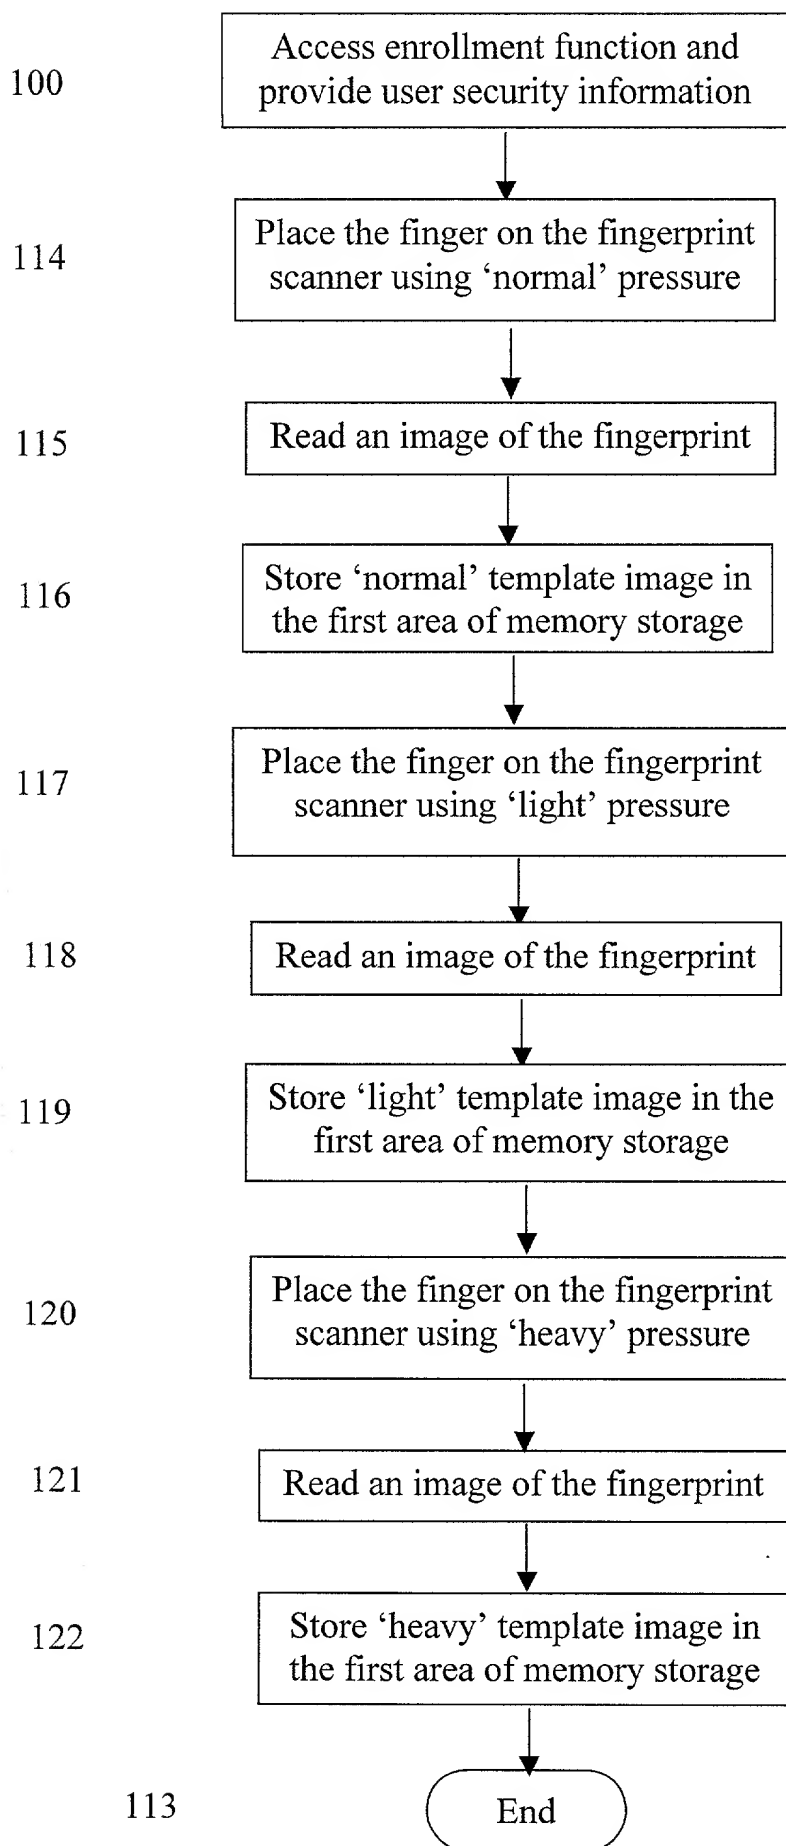 100
Access enrollment function and
provide user security information
114
Place the finger on the fingerprint
scanner using ‘normal’ pressure
115
Read an image of the fingerprint
116
Store ‘normal’ template image in
the first area of memory storage
117
Place the finger on the fingerprint
scanner using ‘light’ pressure
118
Read an image of the fingerprint
119
Store ‘light’ template image in the
first area of memory storage
120
Place the finger on the fingerprint
scanner using ‘heavy’ pressure
121
Read an image of the fingerprint
122
Store ‘heavy’ template image in
the first area of memory storage
113
End